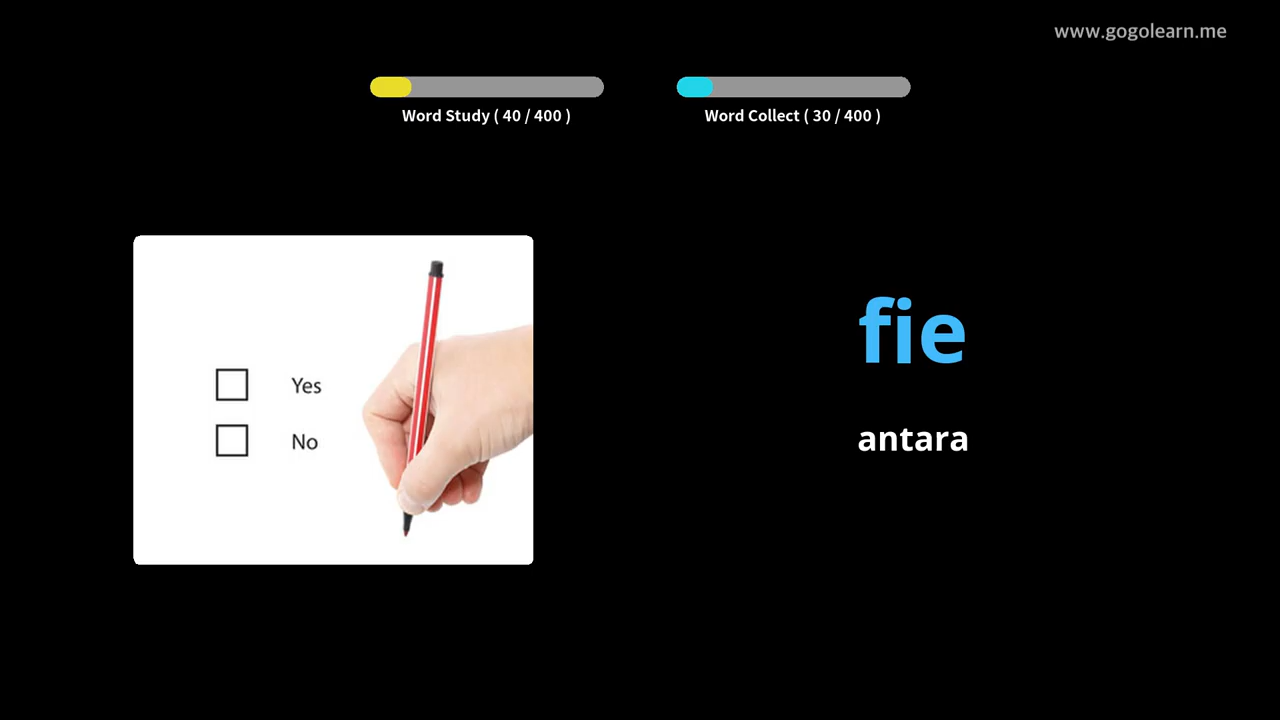 www.gogolearn.me
Word Study ( 40 / 400 )
Word Collect ( 30 / 400 )
Yes
No
fie
antara